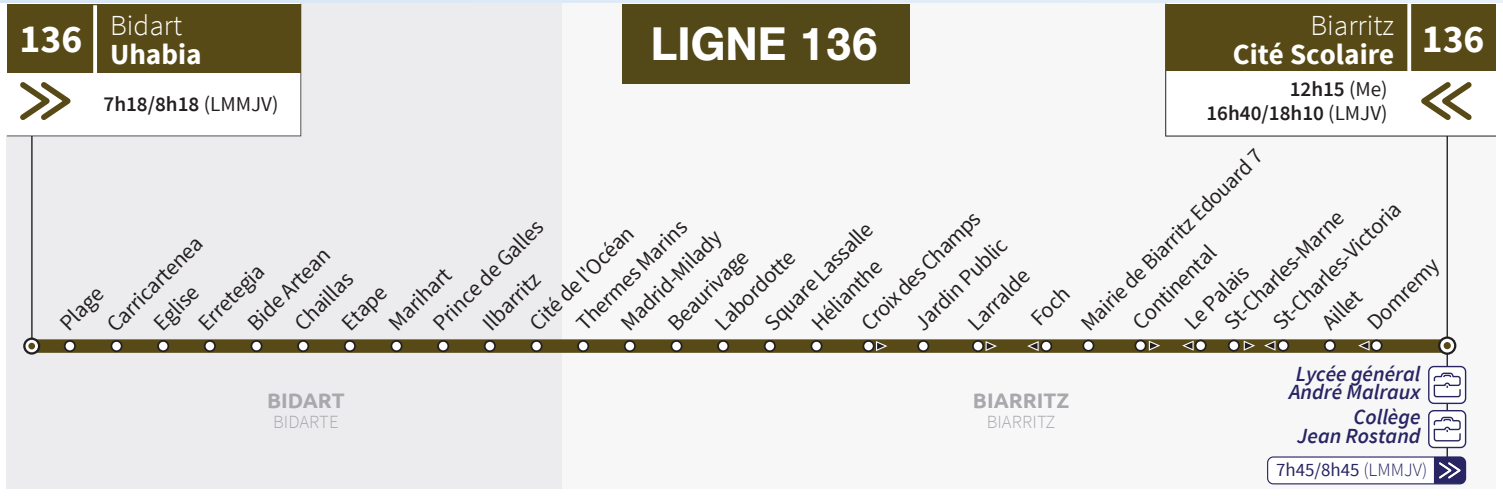 136
Bidart
Uhabia
7h18/8h18 (LMMJV)
LIGNE 136
Biarritz
Cité Scolaire
136
12h15 (Me)
16h40/18h10 (LMJV)
Plage
Carricartenea
Eglise
Erretegia
Bide Artean
Chaillas
Etape
Marihart
Prince de Galles
Ilbarritz
Cité de l'Océan
Thermes Marins
Madrid-Milady
Beaurivage
Labordotte
Square Lassalle
Hélianthe
Croix des Champs
Jardin Public
Larralde
Foch
Mairie de Biarritz Edouard 7
Continental
Le Palais
St-Charles-Marne
St-Charles-Victoria
Aillet
Domremy
BIDART
BIDARTE
BIARRITZ
BIARRITZ
Lycée général
André Malraux
Collège
Jean Rostand
7h45/8h45 (LMMJV)